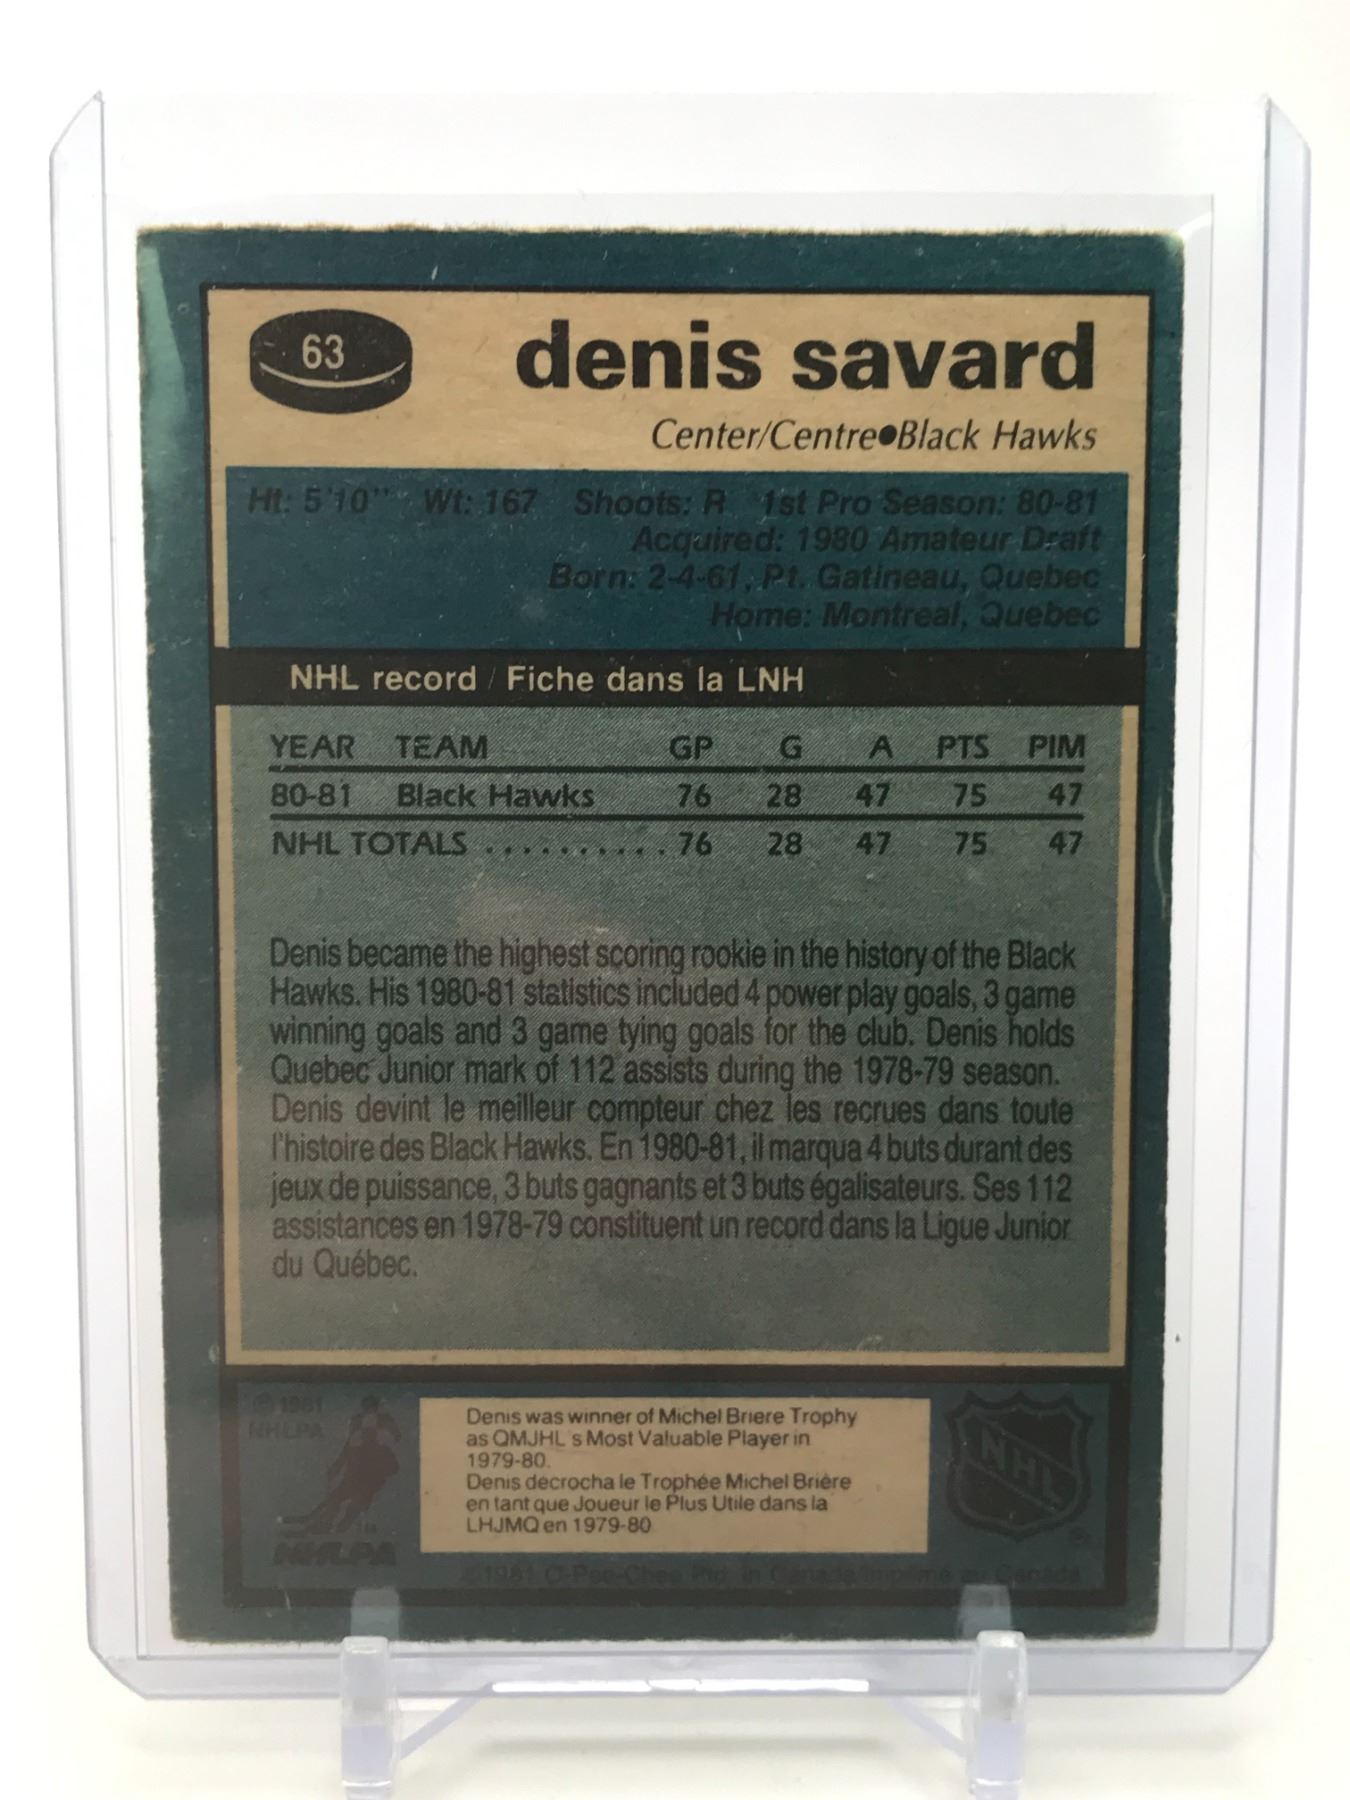 63
denis savard
Center/Centre●Black Hawks
Ht: 5'10" Wt: 167 Shoots: R 1st Pro Season: 80-81
Acquired: 1980 Amateur Draft
Born: 2-4-61, Pt. Gatineau, Quebec
Home: Montreal, Quebec
NHL record / Fiche dans la LNH
YEAR TEAM GP G A PTS PIM
80-81 Black Hawks 76 28 47 75 47
NHL TOTALS .......... 76 28 47 75 47
Denis became the highest scoring rookie in the history of the Black
Hawks. His 1980-81 statistics included 4 power play goals, 3 game
winning goals and 3 game tying goals for the club. Denis holds
Quebec Junior mark of 112 assists during the 1978-79 season.
Denis devint le meilleur compteur chez les recrues dans toute
l'histoire des Black Hawks. En 1980-81, il marqua 4 buts durant des
jeux de puissance, 3 buts gagnants et 3 buts égalisateurs. Ses 112
assistances en 1978-79 constituent un record dans la Ligue Junior
du Québec.
© 1981
NHLPA
NHLPA
Denis was winner of Michel Briere Trophy
as QMJHL's Most Valuable Player in
1979-80.
Denis décrocha le Trophée Michel Brière
en tant que Joueur le Plus Utile dans la
LHJMQ en 1979-80
NHL
®
©1981 O-Pee-Chee Ptd. in Canada/Imprimé au Canada